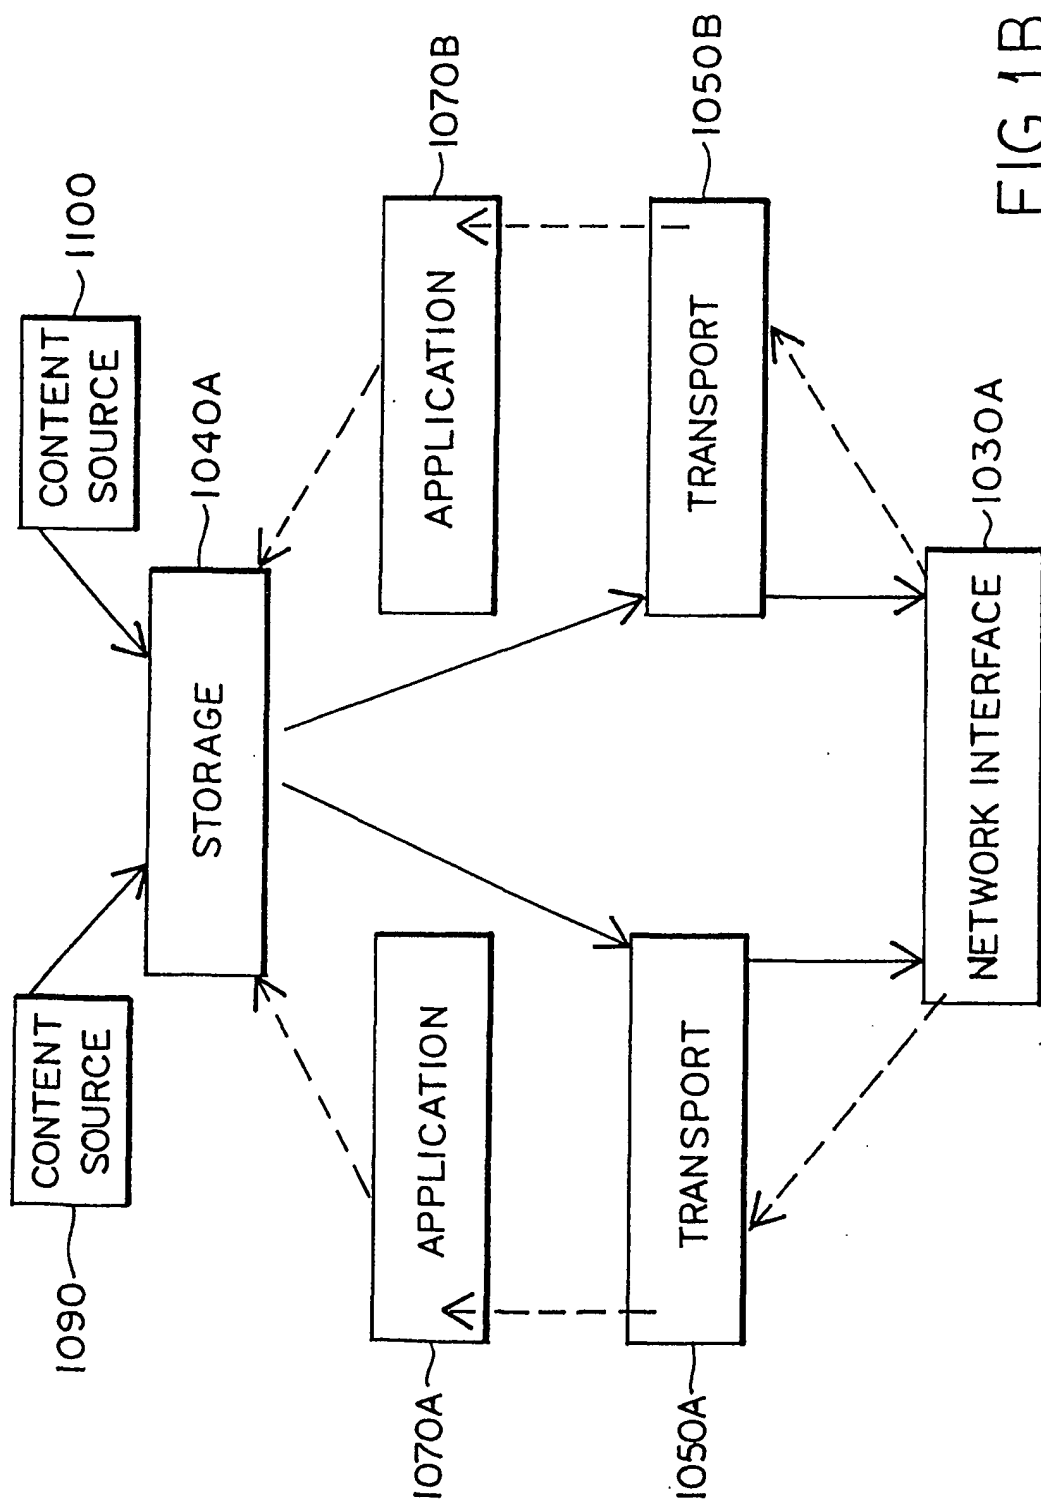 1090
CONTENT
SOURCE
CONTENT
SOURCE
1100
STORAGE
1040A
1070A
APPLICATION
APPLICATION
1070B
1050A
TRANSPORT
TRANSPORT
1050B
NETWORK INTERFACE
1030A
FIG 1B